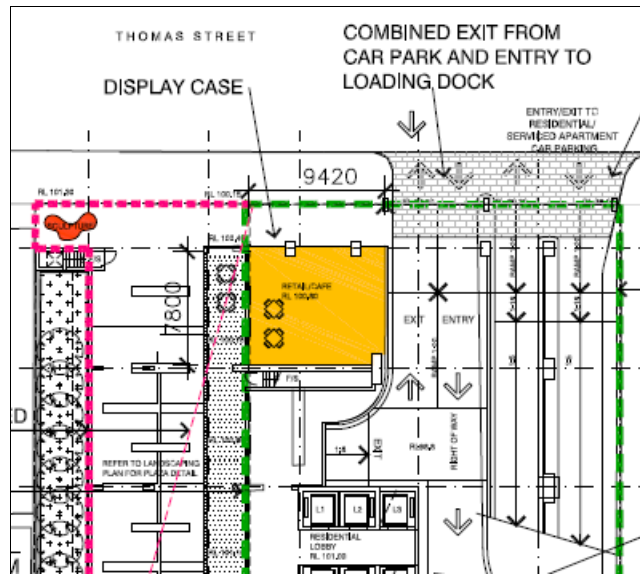 THOMAS STREET
COMBINED EXIT FROM
CAR PARK AND ENTRY TO
LOADING DOCK
DISPLAY CASE
ENTRY/EXIT TO
RESIDENTIAL/
SERVICED APARTMENT
CAR PARKING
9420
SCULPTURE
7800
RETAIL/CAFE
EXIT
ENTRY
F/S
EXIT
RIGHT OF WAY
REFER TO LANDSCAPING
PLAN FOR PLAZA DETAIL
L1
L2
L3
RESIDENTIAL
LOBBY